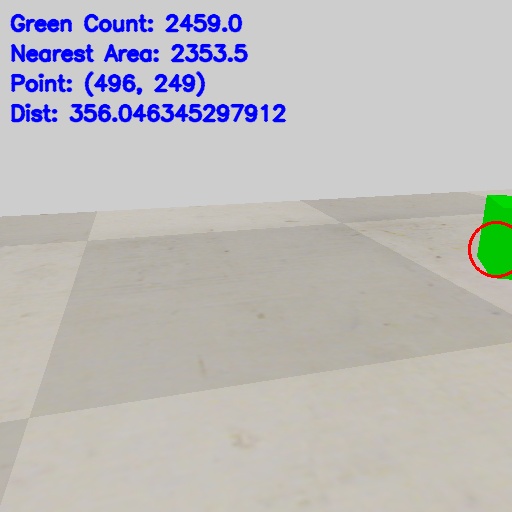 Green Count: 2459.0
Nearest Area: 2353.5
Point: (496, 249)
Dist: 356.046345297912